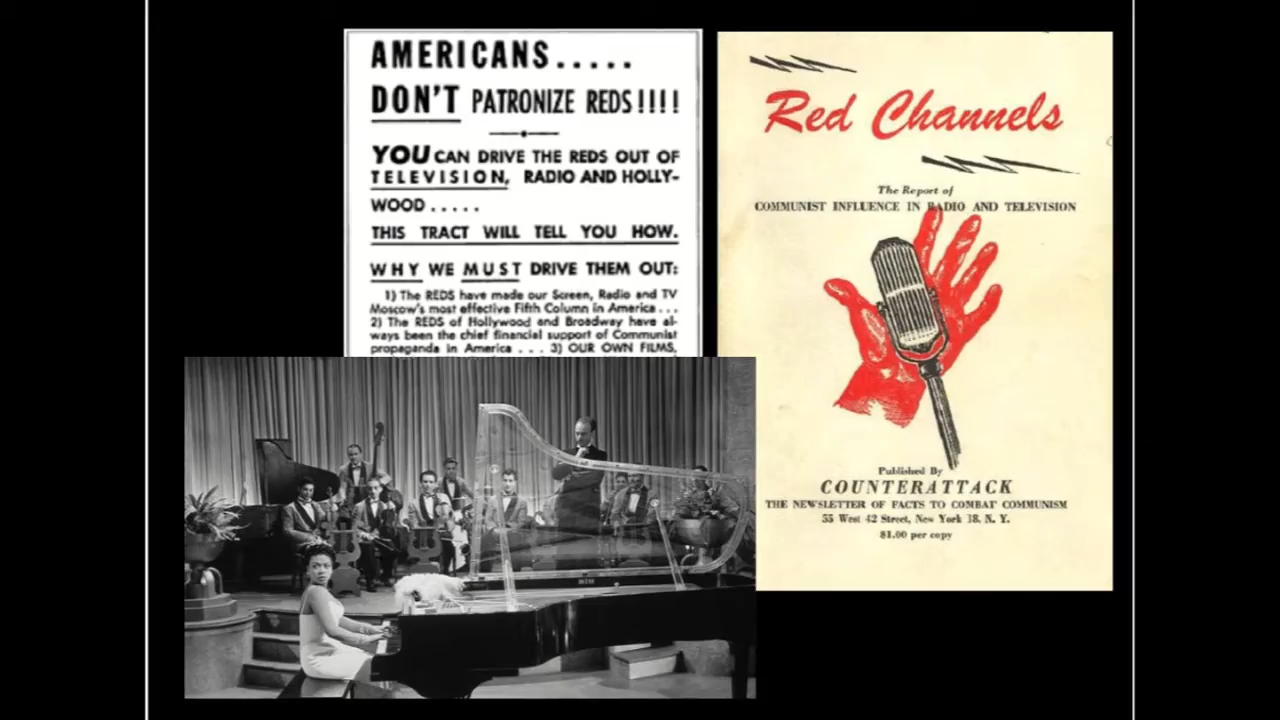 AMERICANS.....
DON'T PATRONIZE REDS!!!!
YOU CAN DRIVE THE REDS OUT OF
TELEVISION, RADIO AND HOLLY-
WOOD.....
THIS TRACT WILL TELL YOU HOW.
WHY WE MUST DRIVE THEM OUT:
1) The REDS have made our Screen, Radio and TV
Moscow's most effective Fifth Column in America...
2) The REDS of Hollywood and Broadway have al-
ways been the chief financial support of Communist
propaganda in America... 3) OUR OWN FILMS,
Red Channels
The Report of
COMMUNIST INFLUENCE IN RADIO AND TELEVISION
Published By
COUNTERATTACK
THE NEWSLETTER OF FACTS TO COMBAT COMMUNISM
55 West 42 Street, New York 18, N. Y.
$1.00 per copy